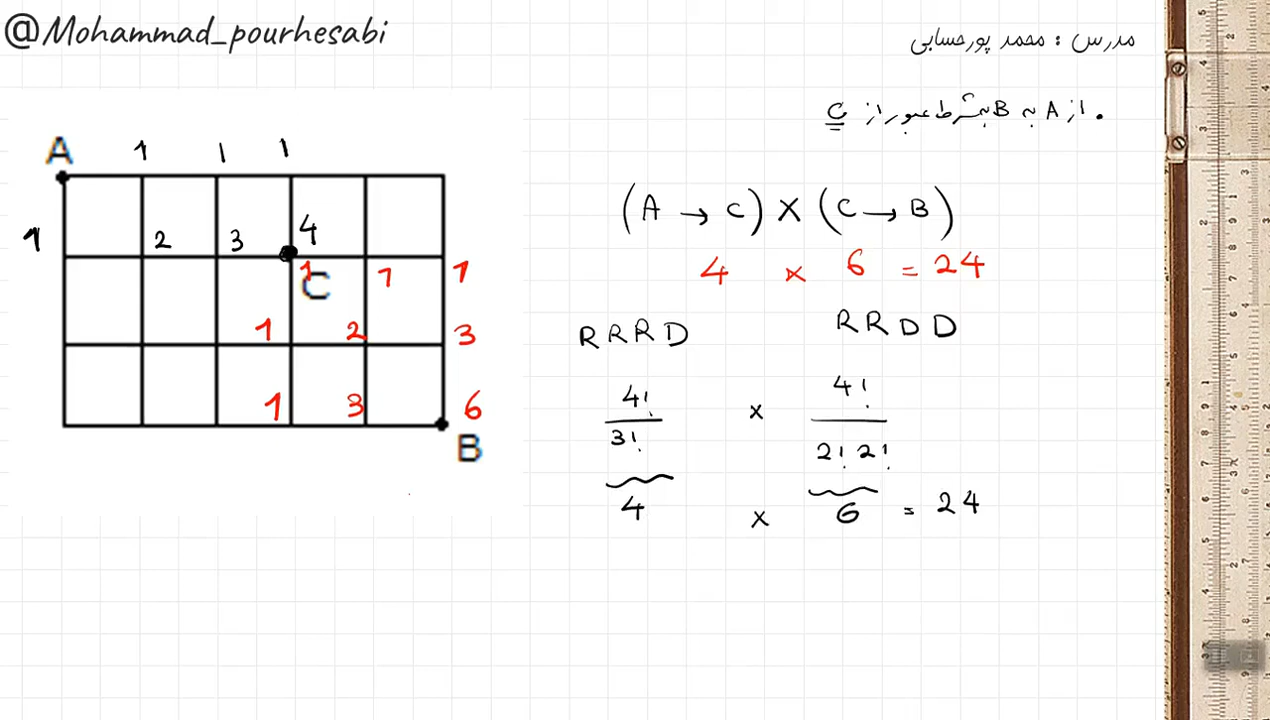 @Mohammad_pourhesabi
مدرس : محمد پورحسابی
. از A به B بشرط عبور از C
A 1 1 1
1 2 3 4
1 C 1 1
1 2 3
1 3 6
B
(A → C) X (C → B)
4 × 6 = 24
RRRD RRDD
4! / 3! × 4! / 2! 2!
4 × 6 = 24